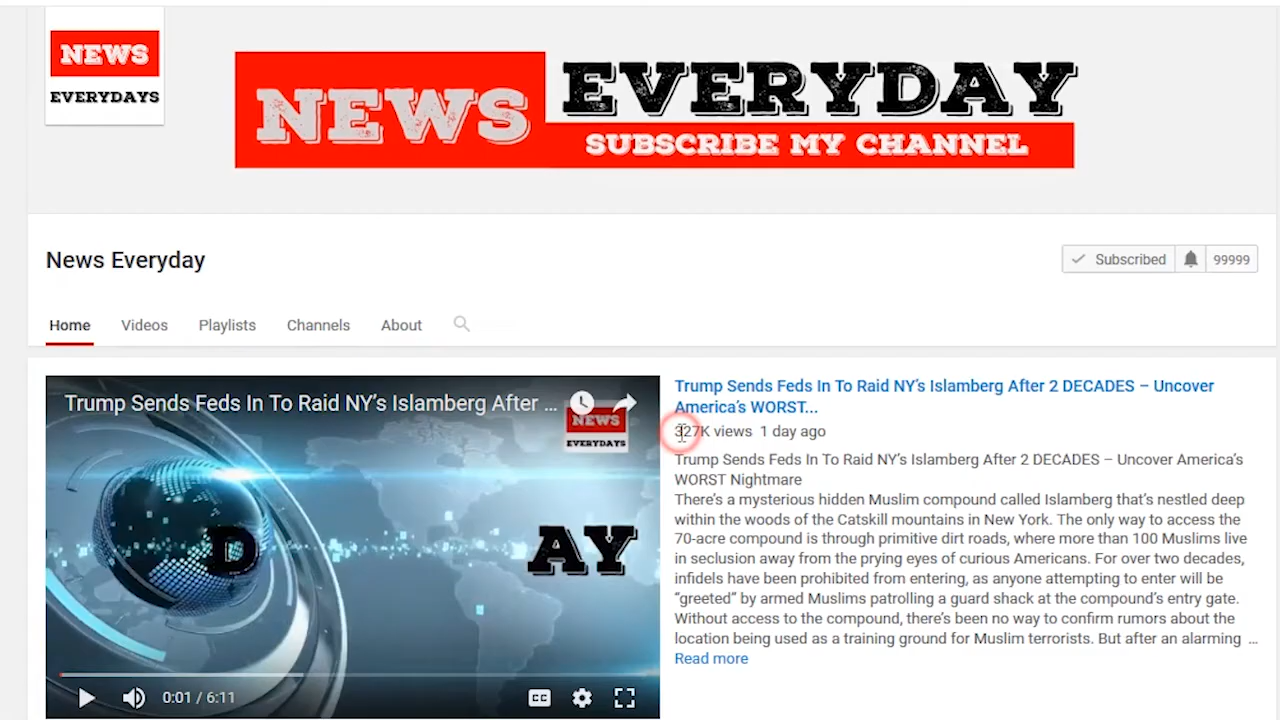 NEWS
EVERYDAYS
NEWS
EVERYDAY
SUBSCRIBE MY CHANNEL
News Everyday
Subscribed
99999
Home
Videos
Playlists
Channels
About
Trump Sends Feds In To Raid NY's Islamberg After ...
NEWS
EVERYDAYS
D
AY
0:01 / 6:11
CC
Trump Sends Feds In To Raid NY's Islamberg After 2 DECADES – Uncover
America's WORST...
327K views 1 day ago
Trump Sends Feds In To Raid NY's Islamberg After 2 DECADES – Uncover America's
WORST Nightmare
There's a mysterious hidden Muslim compound called Islamberg that's nestled deep
within the woods of the Catskill mountains in New York. The only way to access the
70-acre compound is through primitive dirt roads, where more than 100 Muslims live
in seclusion away from the prying eyes of curious Americans. For over two decades,
infidels have been prohibited from entering, as anyone attempting to enter will be
“greeted” by armed Muslims patrolling a guard shack at the compound's entry gate.
Without access to the compound, there's been no way to confirm rumors about the
location being used as a training ground for Muslim terrorists. But after an alarming ...
Read more